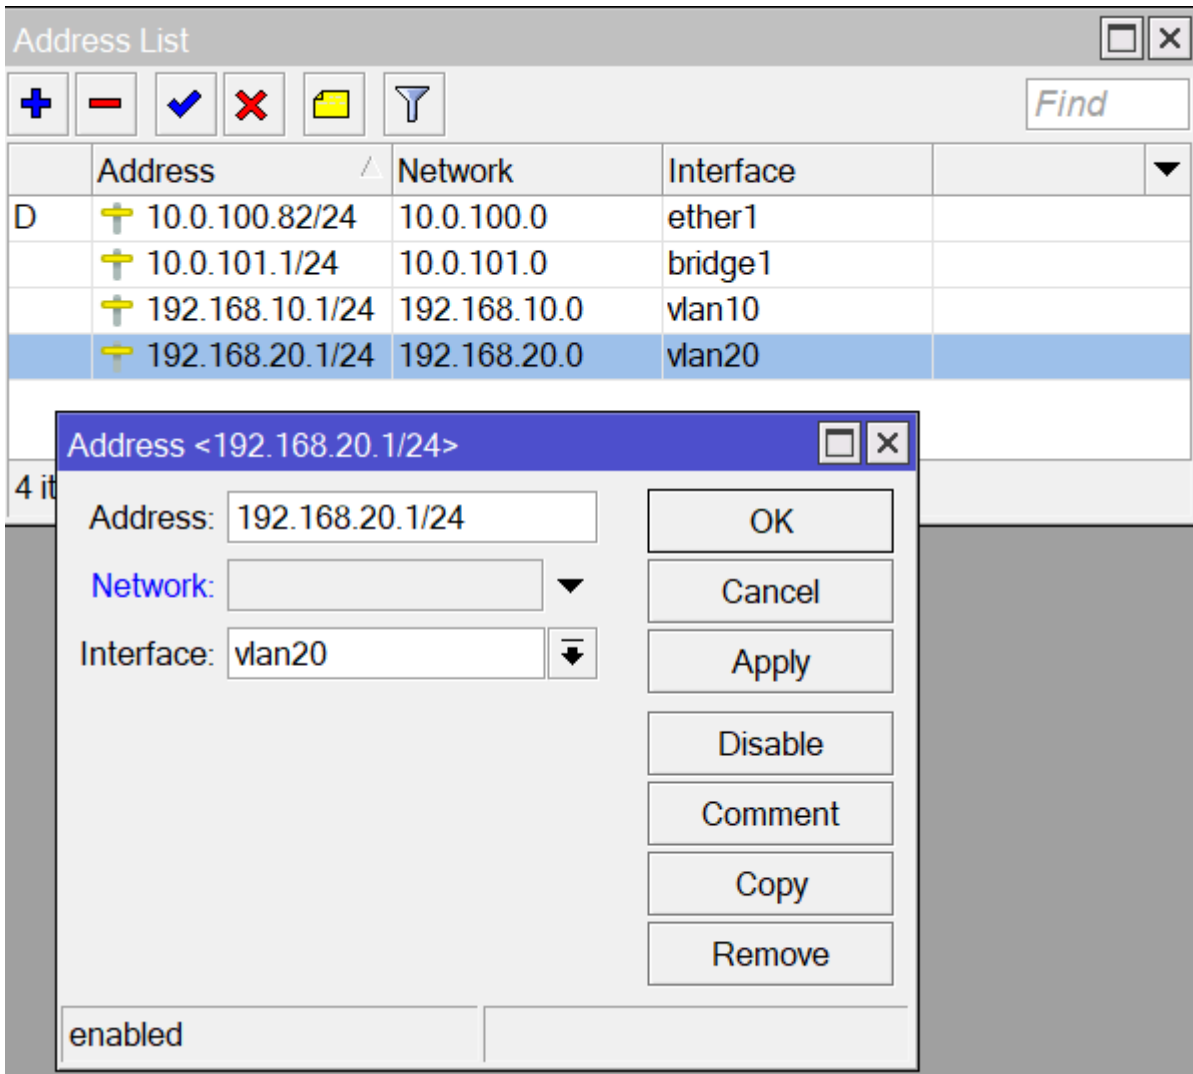 Address List
Find
Address Network Interface
D 10.0.100.82/24 10.0.100.0 ether1
10.0.101.1/24 10.0.101.0 bridge1
192.168.10.1/24 192.168.10.0 vlan10
192.168.20.1/24 192.168.20.0 vlan20
4 it
Address <192.168.20.1/24>
Address: 192.168.20.1/24
Network:
Interface: vlan20
OK
Cancel
Apply
Disable
Comment
Copy
Remove
enabled